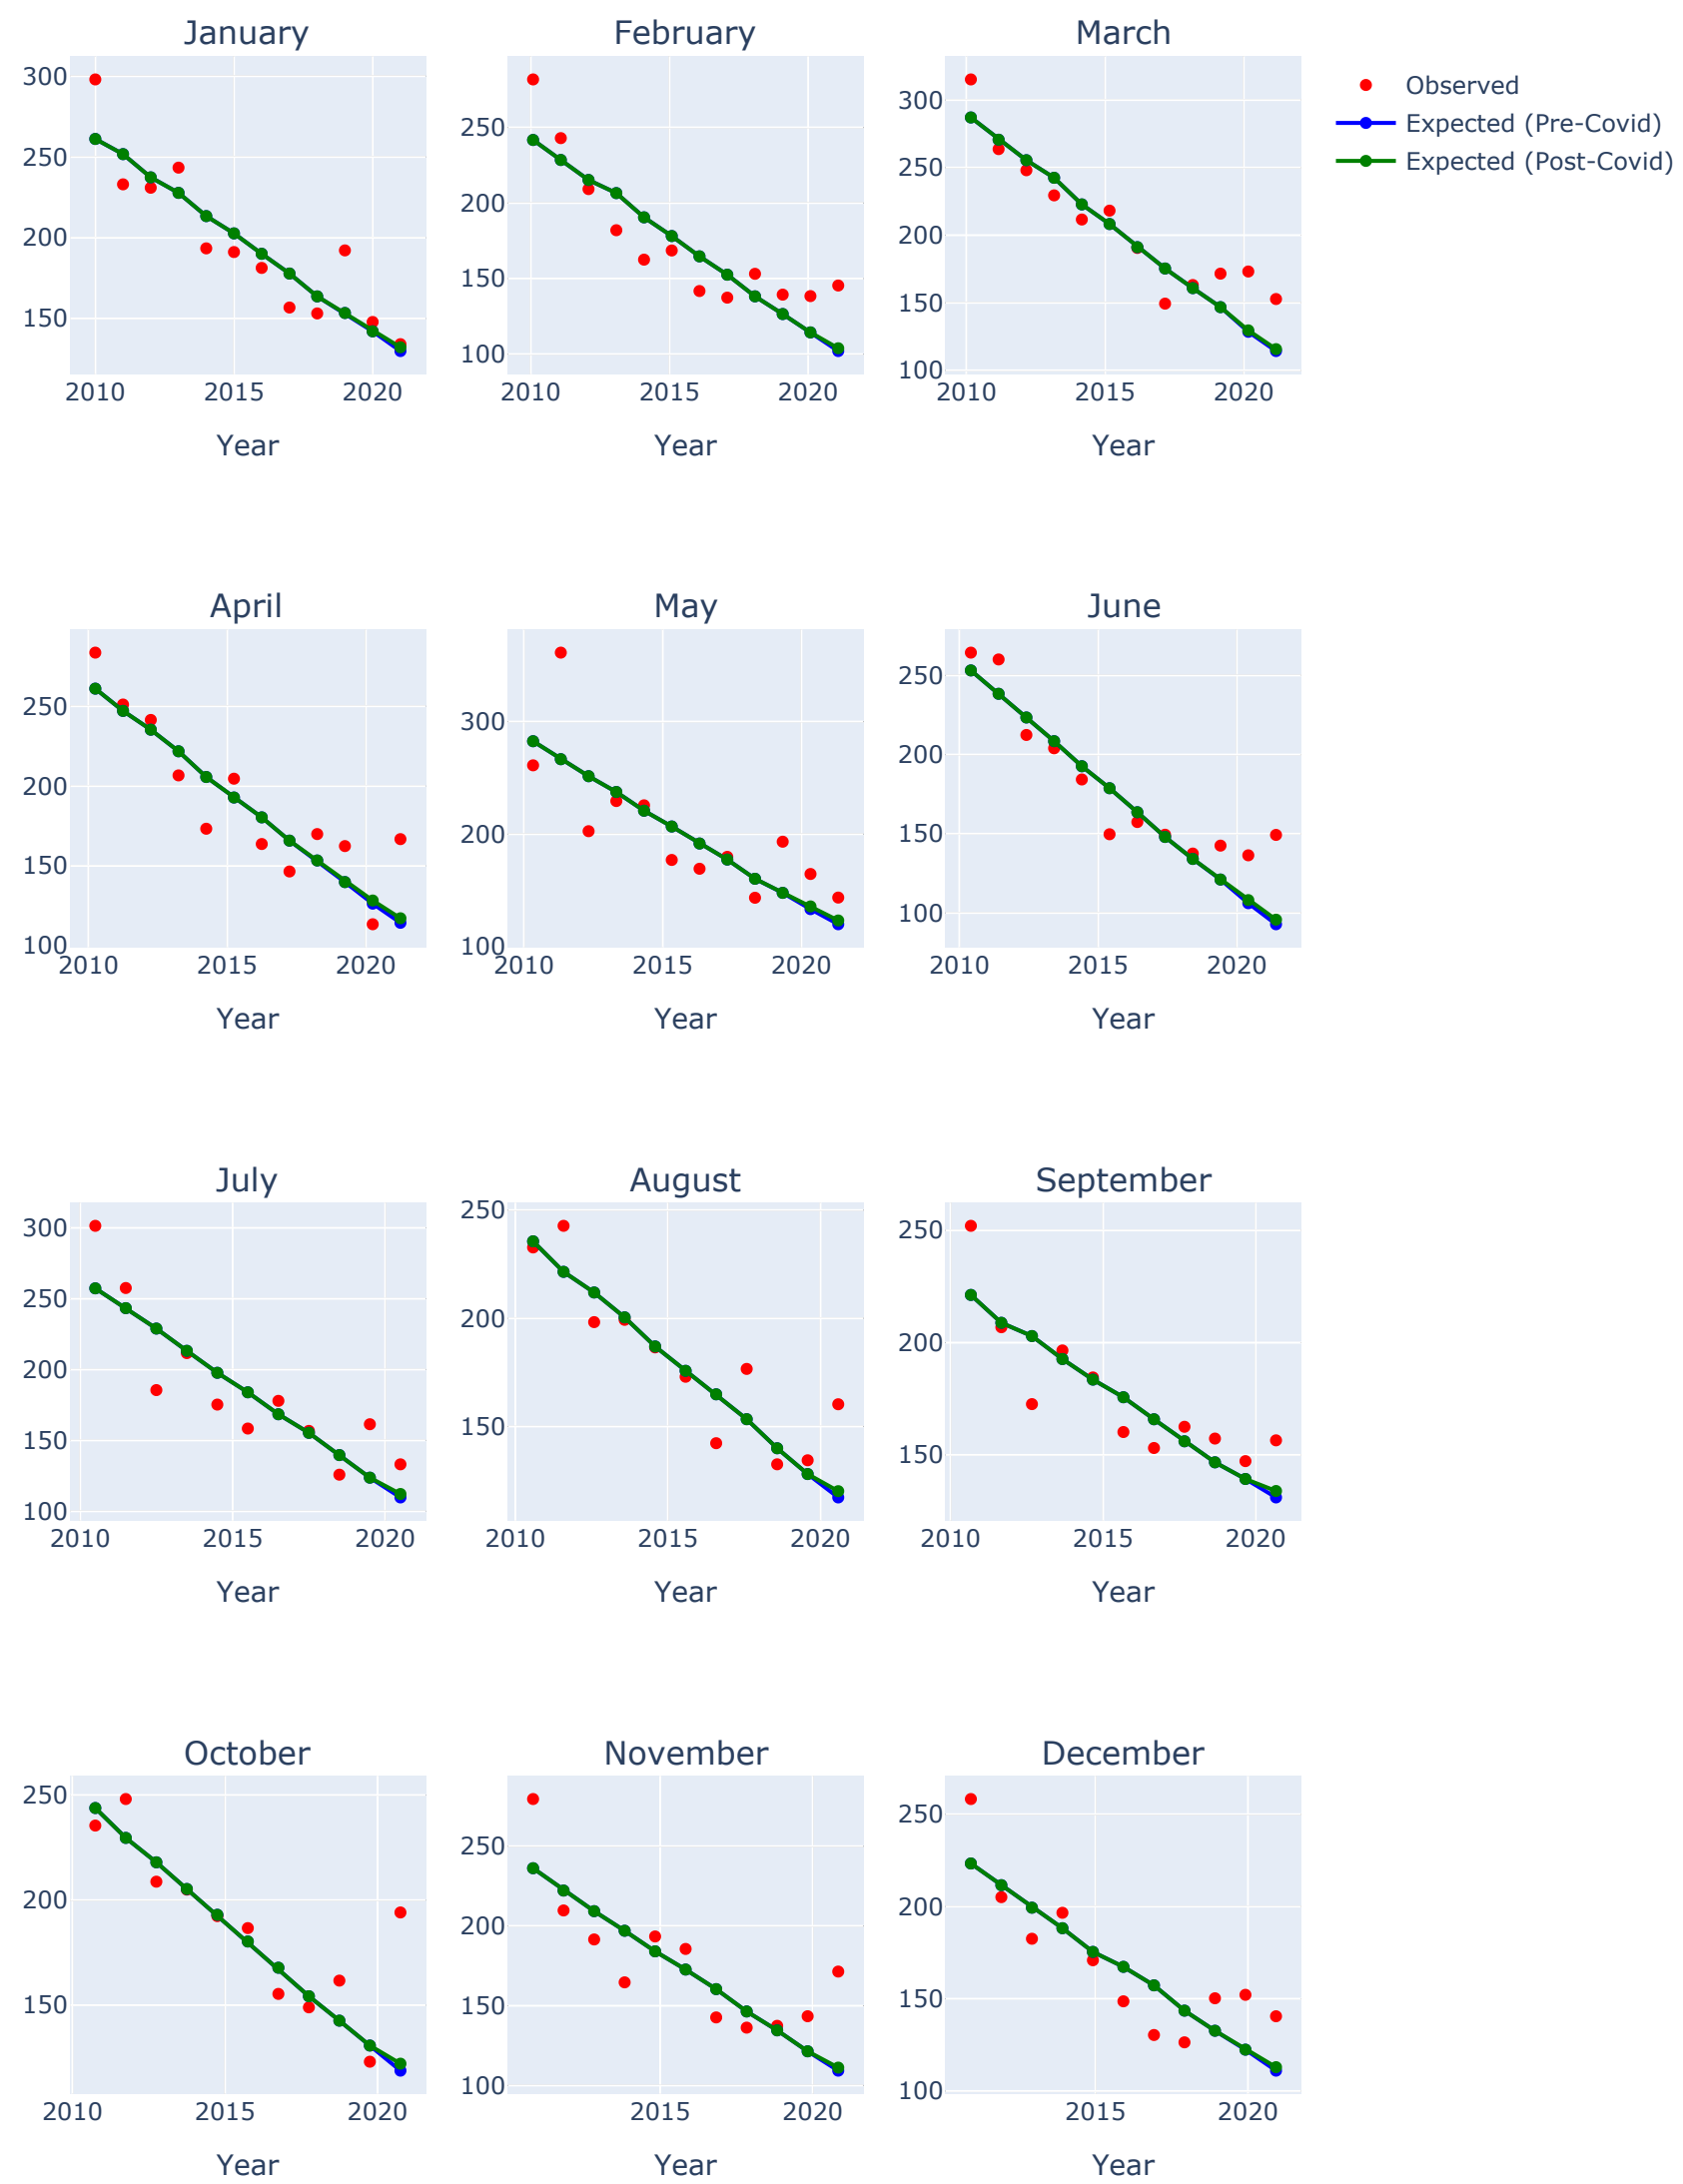 January February March
300 250 200 150
250 200 150 100
300 250 200 150 100
Observed
Expected (Pre-Covid)
Expected (Post-Covid)
2010 2015 2020 2010 2015 2020 2010 2015 2020
Year Year Year
April May June
250 200 150 100
300 200 100
250 200 150 100
2010 2015 2020 2010 2015 2020 2010 2015 2020
Year Year Year
July August September
300 250 200 150 100
250 200 150
250 200 150
2010 2015 2020 2010 2015 2020 2010 2015 2020
Year Year Year
October November December
250 200 150
250 200 150 100
250 200 150 100
2010 2015 2020 2015 2020 2015 2020
Year Year Year